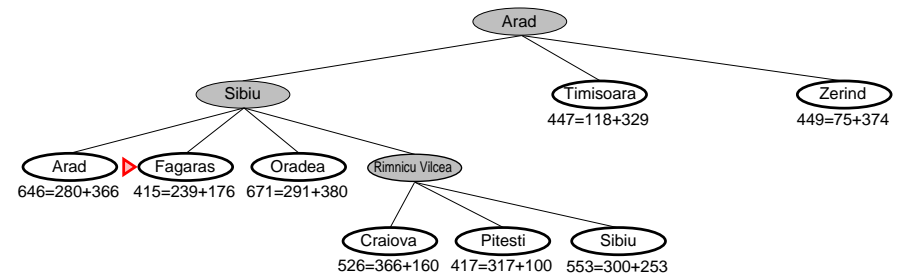 Arad
Sibiu Timisoara Zerind
447=118+329 449=75+374
Arad Fagaras Oradea Rimnicu Vilcea
646=280+366 415=239+176 671=291+380
Craiova Pitesti Sibiu
526=366+160 417=317+100 553=300+253